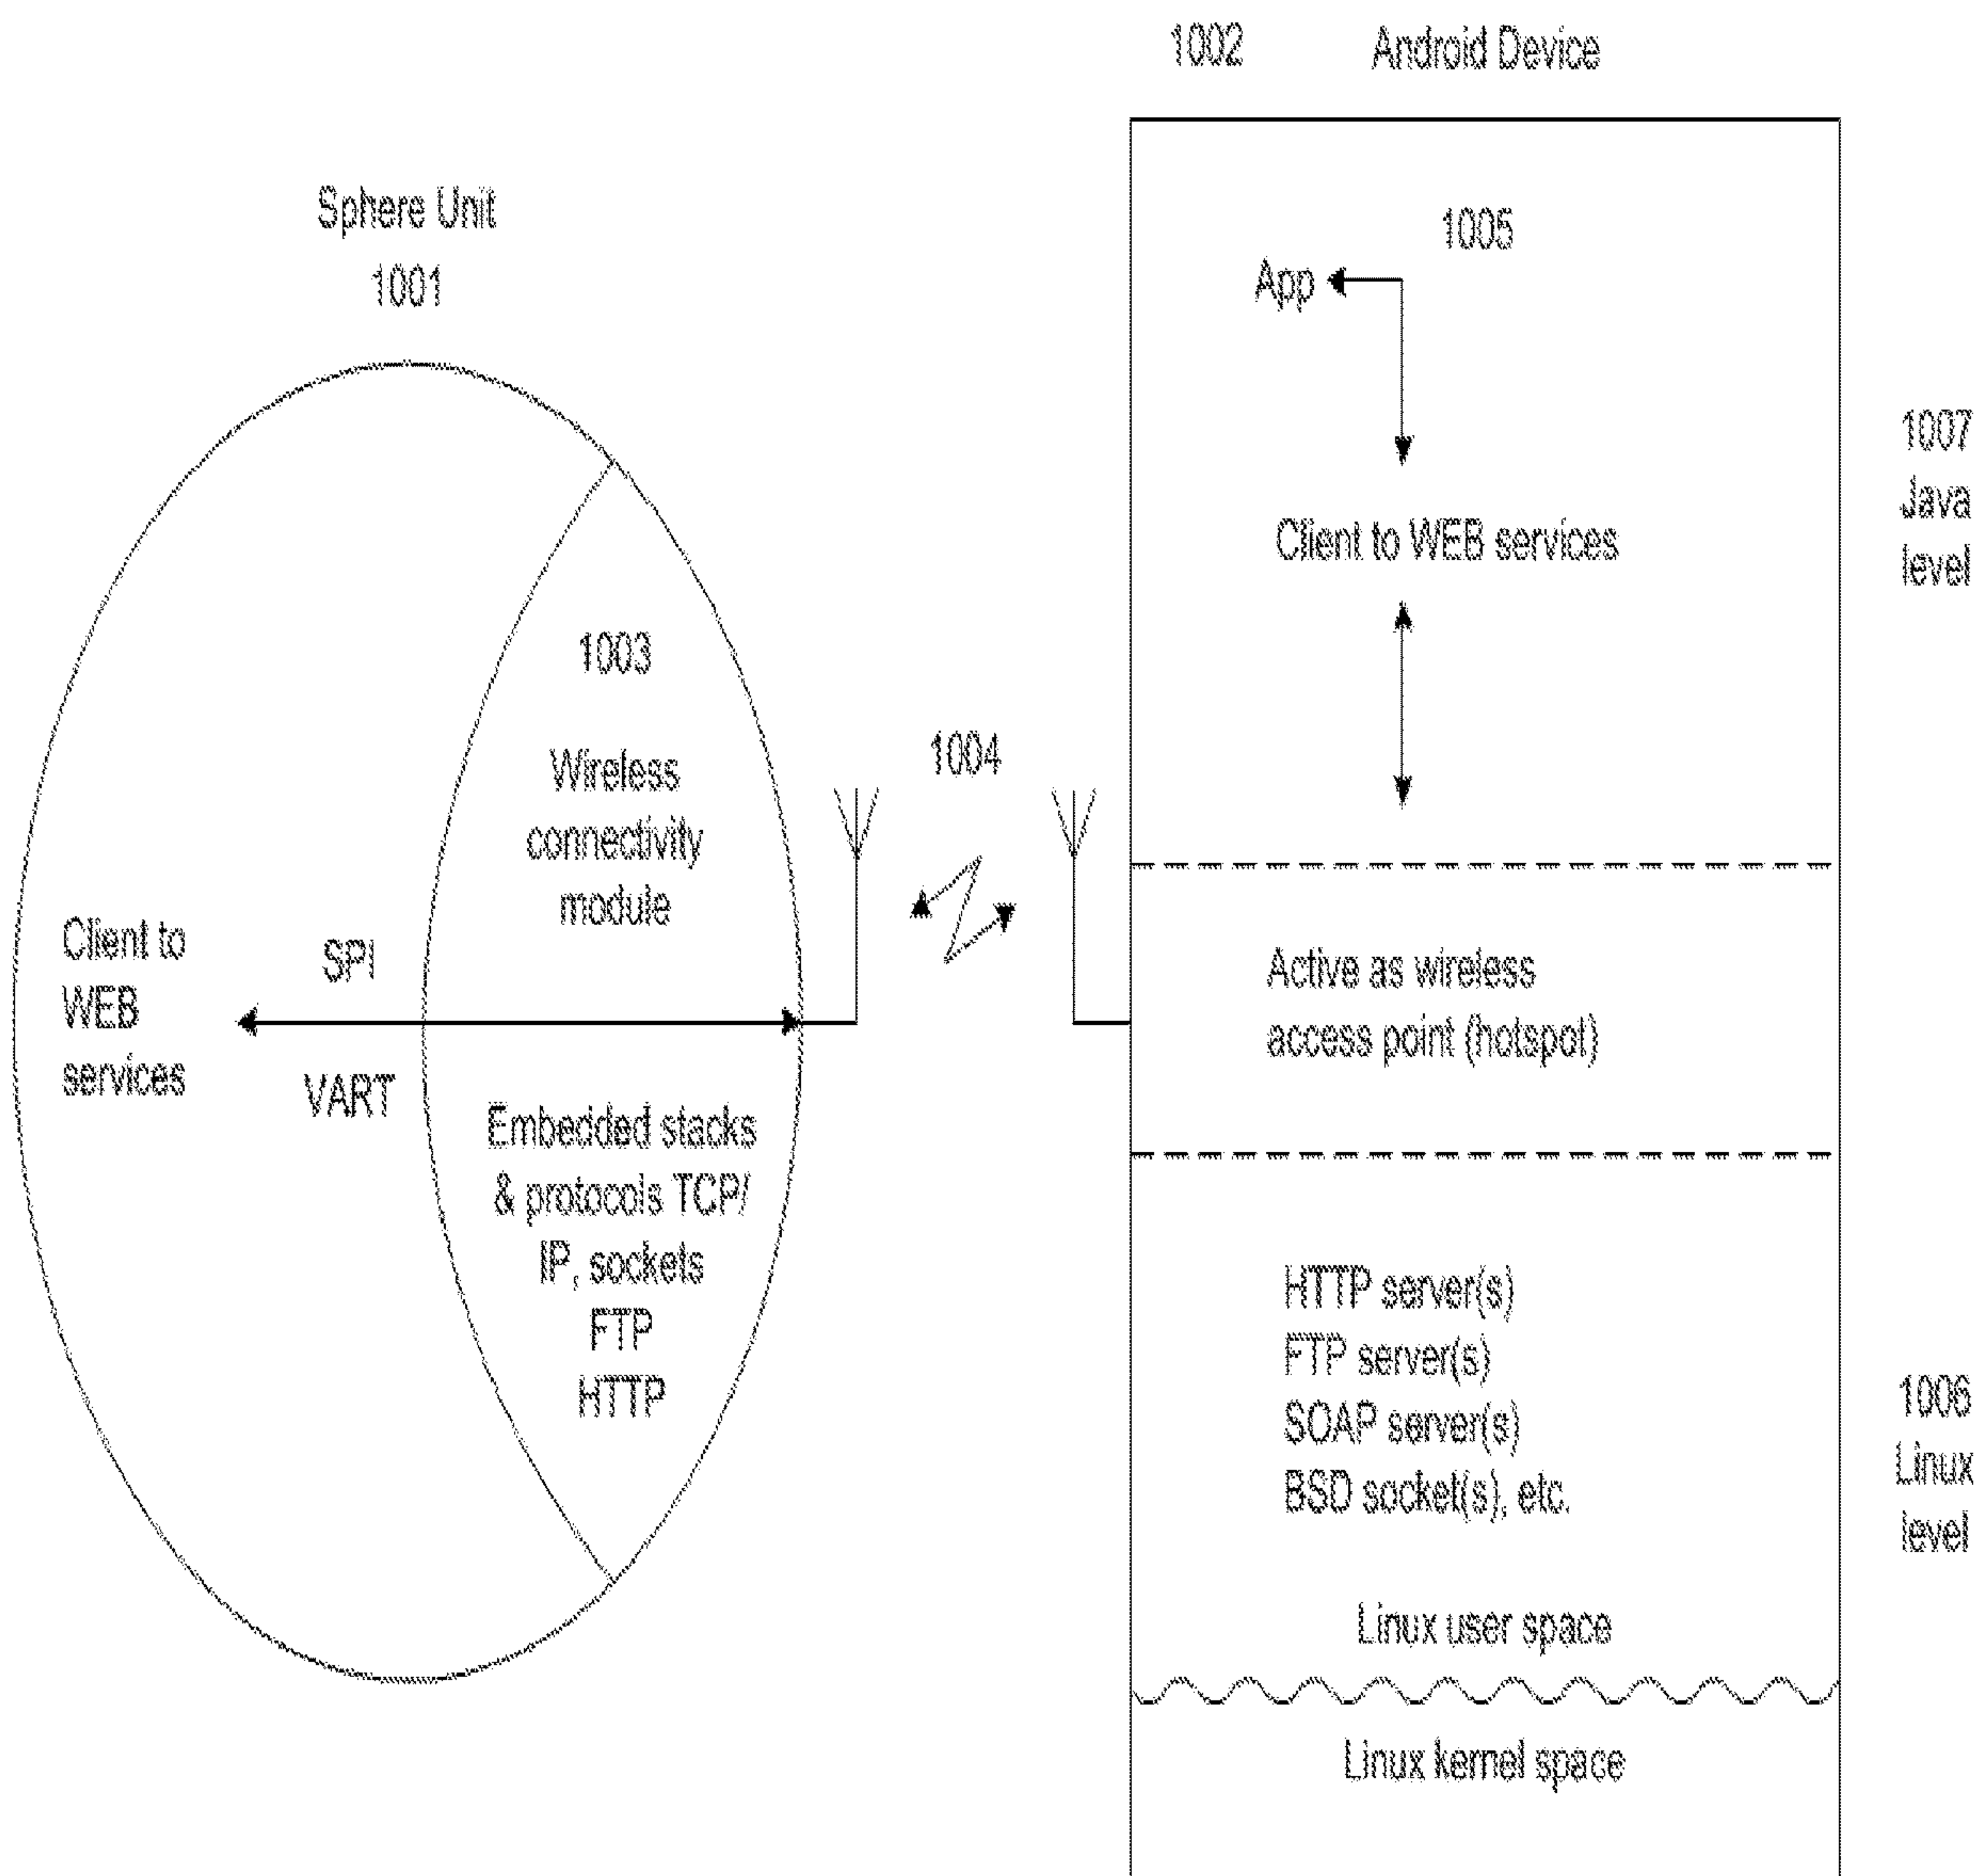 1002 Android Device
Sphere Unit
1001
1005
App
Client to WEB services
1007
Java
level
1003
Wireless
connectivity
module
1004
Client to
WEB
services
SPI
VART
Embedded stacks
& protocols TCP/
IP, sockets
FTP
HTTP
Active as wireless
access point (hotspot)
HTTP server(s)
FTP server(s)
SOAP server(s)
BSD socket(s), etc.
1006
Linux
level
Linux user space
Linux kernel space